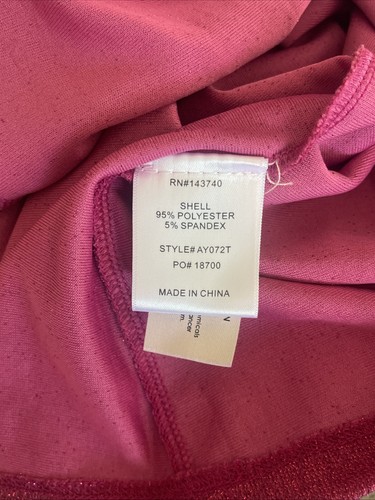 RN#143740
SHELL
95% POLYESTER
5% SPANDEX
STYLE# AY072T
PO# 18700
MADE IN CHINA